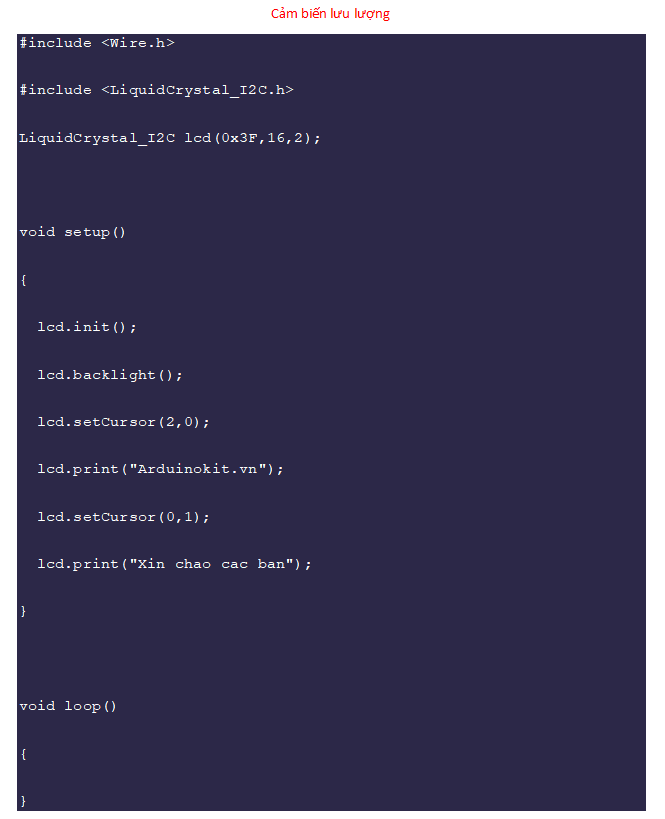 Cảm biến lưu lượng
#include <Wire.h>
#include <LiquidCrystal_I2C.h>
LiquidCrystal_I2C lcd(0x3F,16,2);
void setup()
{
  lcd.init();
  lcd.backlight();
  lcd.setCursor(2,0);
  lcd.print("Arduinokit.vn");
  lcd.setCursor(0,1);
  lcd.print("Xin chao cac ban");
}
void loop()
{
}